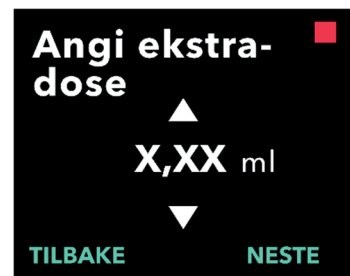 Angi ekstra-
dose
X,XX ml
TILBAKE NESTE